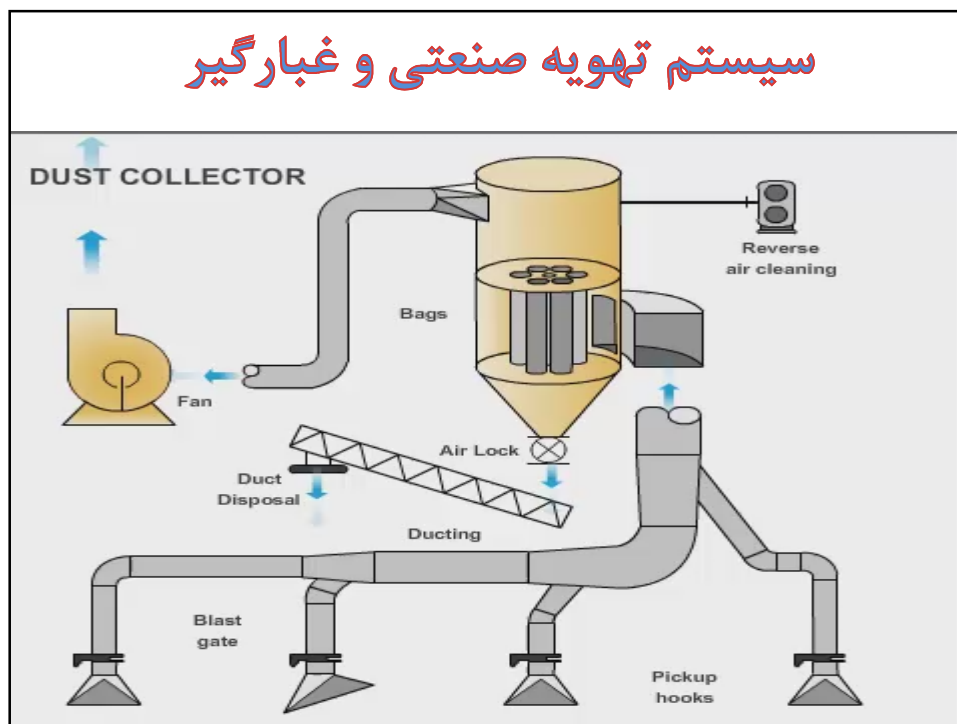 سیستم تهویه صنعتی و غبارگیر
DUST COLLECTOR
Reverse
air cleaning
Bags
Fan
Air Lock
Duct
Disposal
Ducting
Blast
gate
Pickup
hooks